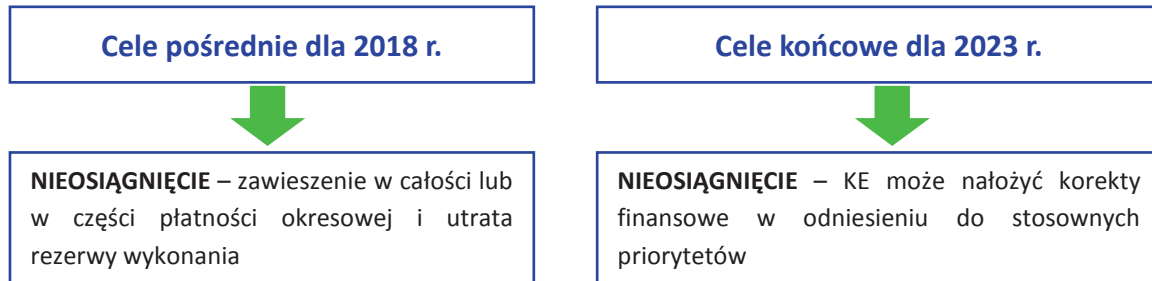 Cele pośrednie dla 2018 r.
NIEOSIĄGNIĘCIE – zawieszenie w całości lub
w części płatności okresowej i utrata
rezerwy wykonania
Cele końcowe dla 2023 r.
NIEOSIĄGNIĘCIE – KE może nałożyć korekty
finansowe w odniesieniu do stosownych
priorytetów